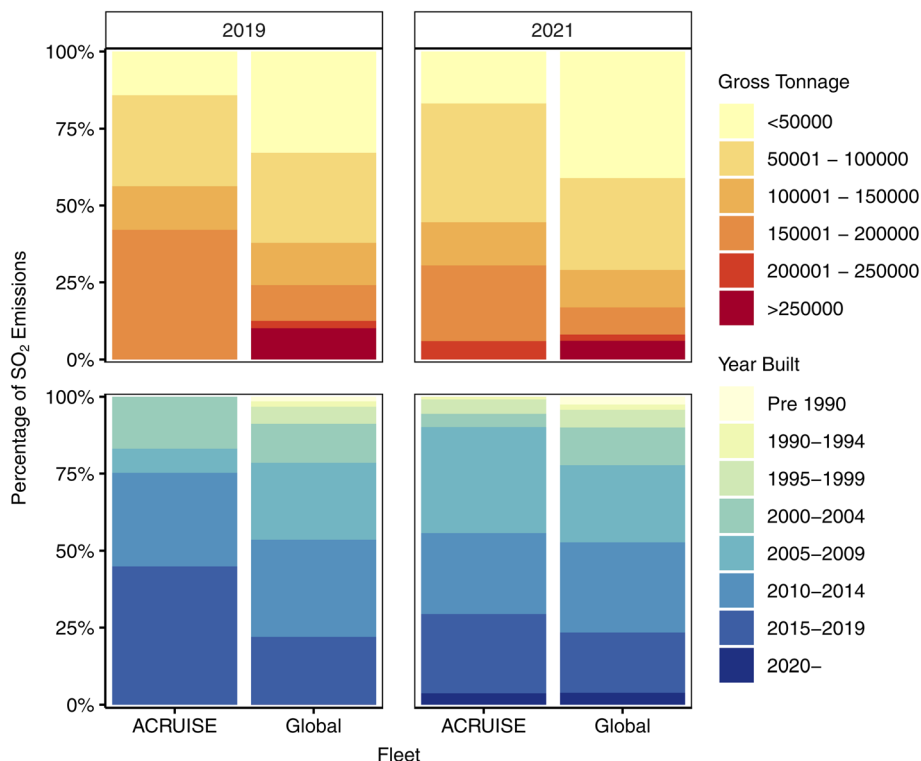 2019
2021
100%
75%
50%
25%
0%
100%
75%
50%
25%
0%
Percentage of SO₂ Emissions
ACRUISE
Global
ACRUISE
Global
Fleet
Gross Tonnage
<50000
50001 − 100000
100001 − 150000
150001 − 200000
200001 − 250000
>250000
Year Built
Pre 1990
1990−1994
1995−1999
2000−2004
2005−2009
2010−2014
2015−2019
2020−